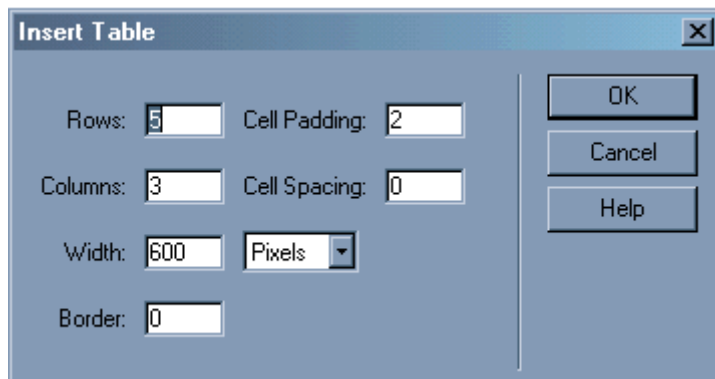 Insert Table
Rows: 5 Cell Padding: 2
OK
Columns: 3 Cell Spacing: 0
Cancel
Width: 600 Pixels
Help
Border: 0